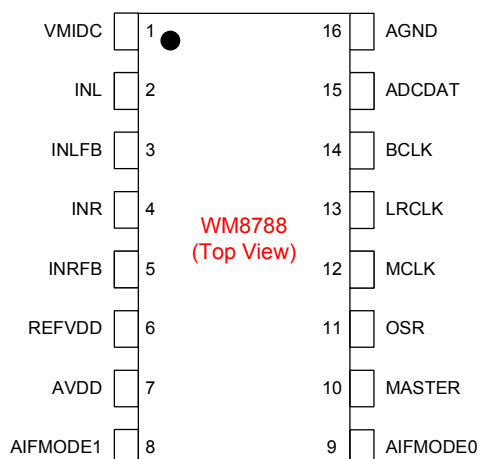 VMIDC 1 16 AGND
INL 2 15 ADCDAT
INLFB 3 14 BCLK
INR 4 13 LRCLK
WM8788
(Top View)
INRFB 5 12 MCLK
REFVDD 6 11 OSR
AVDD 7 10 MASTER
AIFMODE1 8 9 AIFMODE0